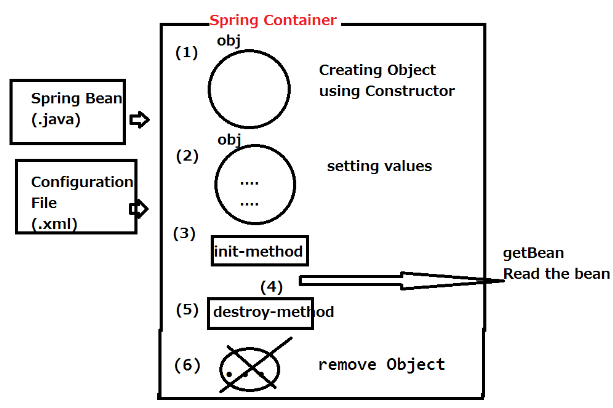 Spring Container
(1)
obj
Creating Object
using Constructor
Spring Bean
(.java)
(2)
obj
....
....
setting values
Configuration
File
(.xml)
(3)
init-method
(4)
getBean
Read the bean
(5)
destroy-method
(6)
remove Object